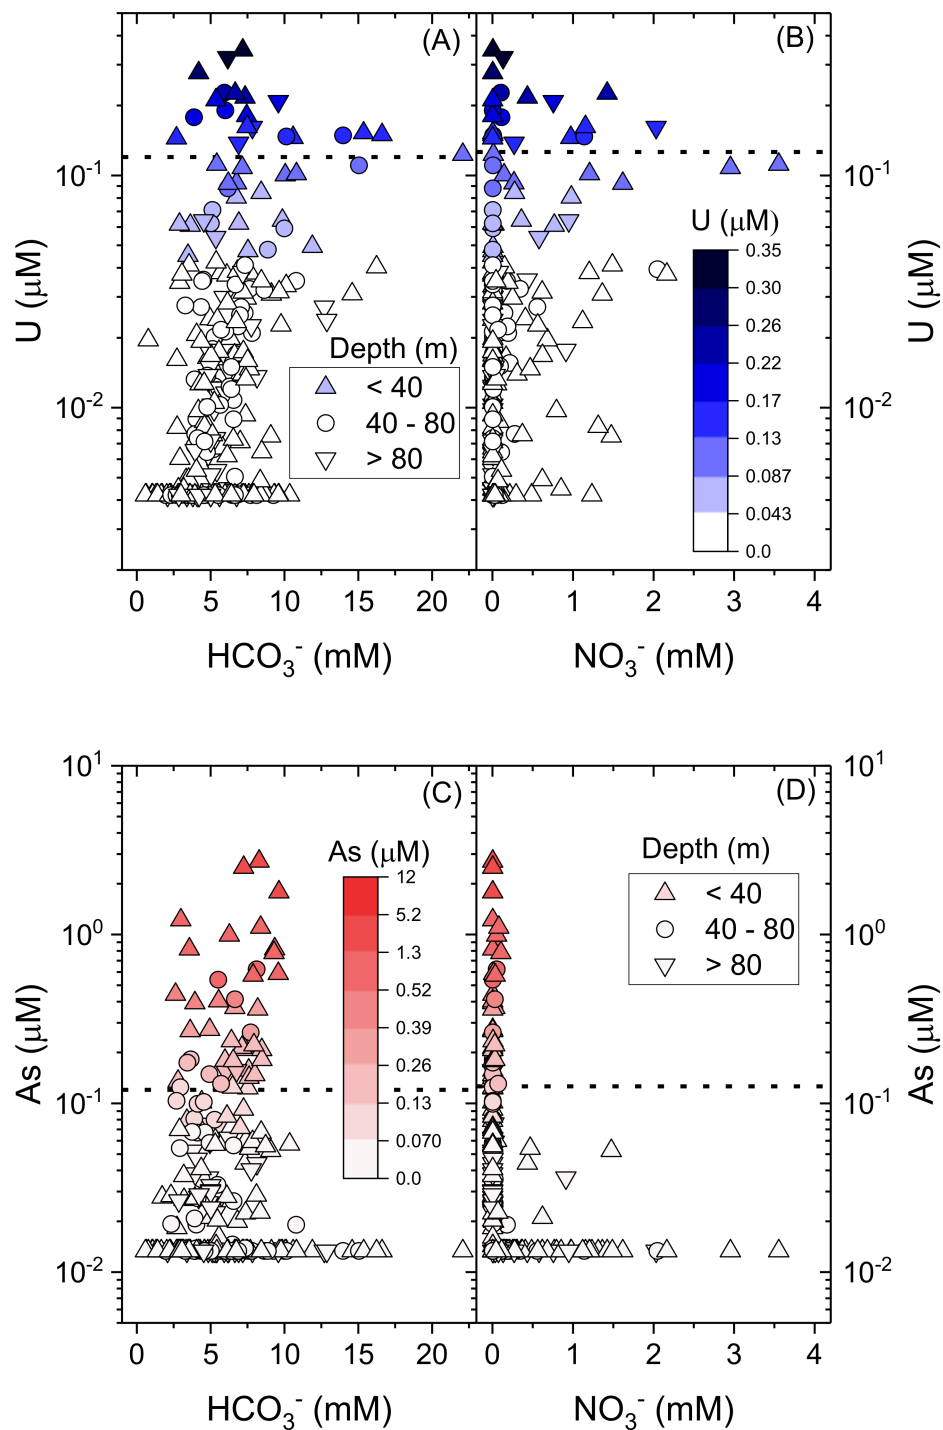 (A)
(B)
10⁻¹
10⁻²
U (μM)
Depth (m)
< 40
40 - 80
> 80
U (μM)
0.35
0.30
0.26
0.22
0.17
0.13
0.087
0.043
0.0
10⁻¹
10⁻²
U (μM)
0 5 10 15 20
0 1 2 3 4
HCO₃⁻ (mM)
NO₃⁻ (mM)
(C)
(D)
10¹
10⁰
10⁻¹
10⁻²
As (μM)
As (μM)
12
5.2
1.3
0.52
0.39
0.26
0.13
0.070
0.0
Depth (m)
< 40
40 - 80
> 80
10¹
10⁰
10⁻¹
10⁻²
As (μM)
0 5 10 15 20
0 1 2 3 4
HCO₃⁻ (mM)
NO₃⁻ (mM)